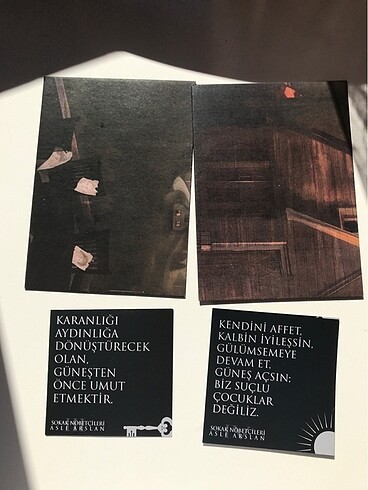 KARANLIĞI
AYDINLIĞA
DÖNÜŞTÜRECEK
OLAN,
GÜNEŞTEN
ÖNCE UMUT
ETMEKTİR.
SOKAK NÖBETÇİLERİ
ASLI ARSLAN
KENDİNİ AFFET,
KALBİN İYİLEŞSİN,
GÜLÜMSEMEYE
DEVAM ET,
GÜNEŞ AÇSIN;
BİZ SUÇLU
ÇOCUKLAR
DEĞİLİZ.
SOKAK NÖBETÇİLERİ
ASLI ARSLAN